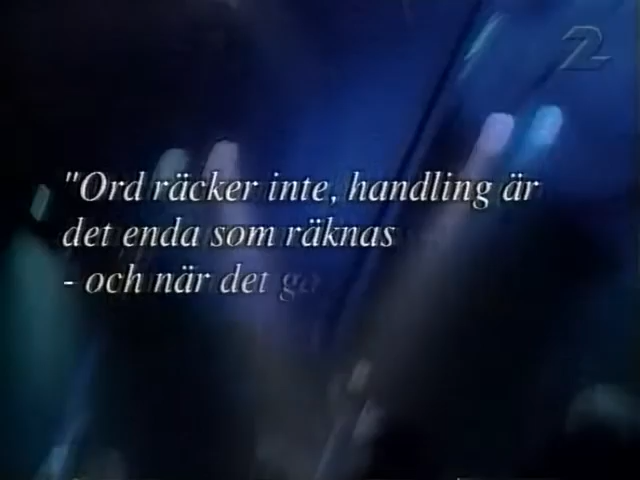 2
"Ord räcker inte, handling är
det enda som räknas
- och när det